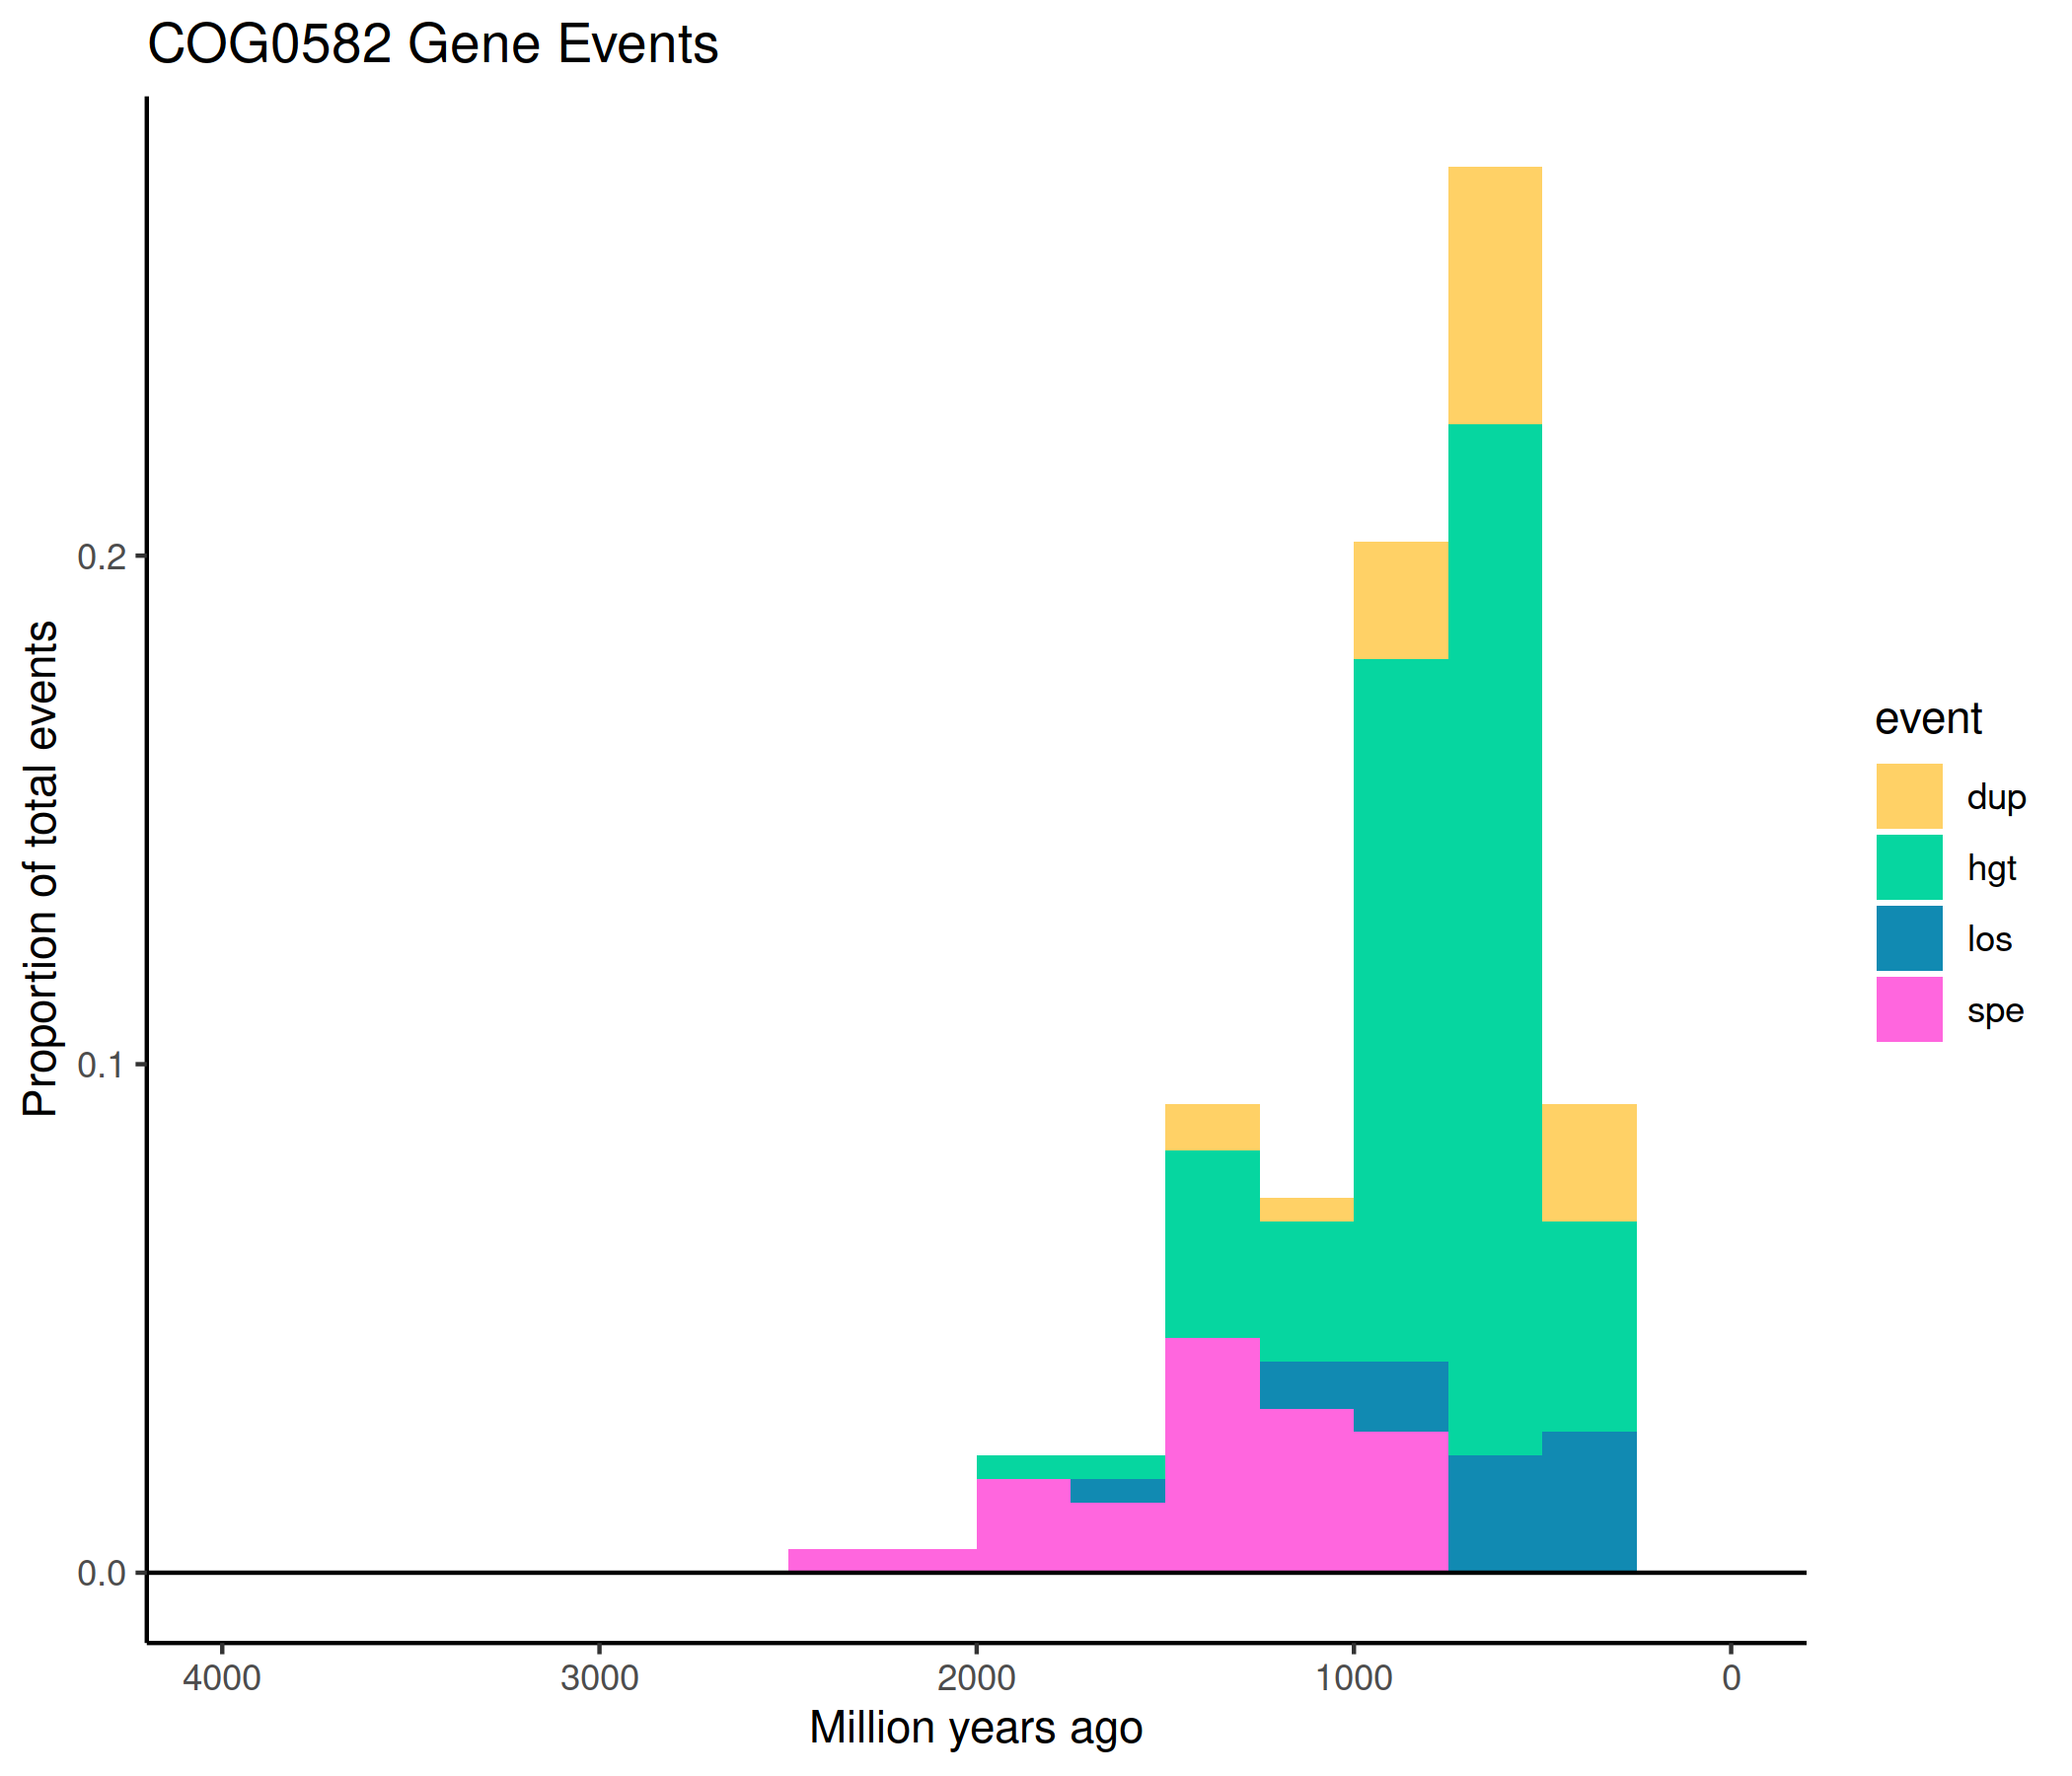 COG0582 Gene Events
Proportion of total events
0.2
0.1
0.0
4000 3000 2000 1000 0
Million years ago
event
dup
hgt
los
spe